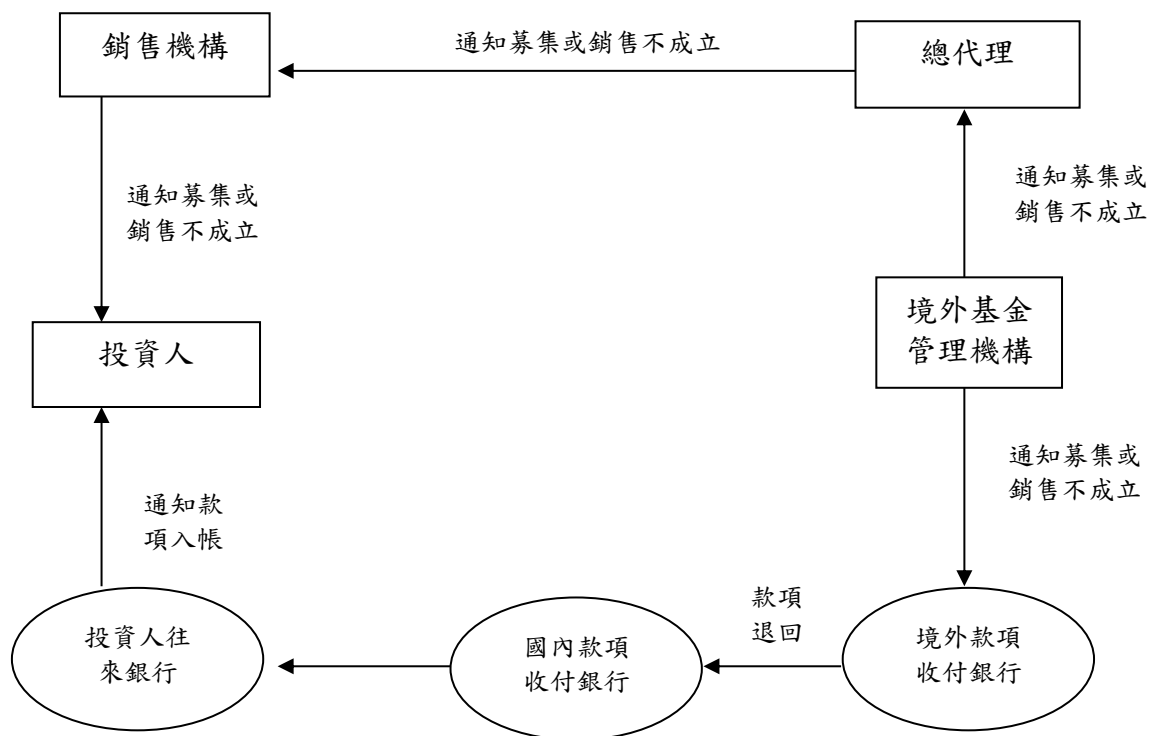 銷售機構
通知募集或銷售不成立
總代理
通知募集或
銷售不成立
通知募集或
銷售不成立
投資人
境外基金
管理機構
通知募集或
銷售不成立
通知款
項入帳
款項
退回
投資人往
來銀行
國內款項
收付銀行
境外款項
收付銀行